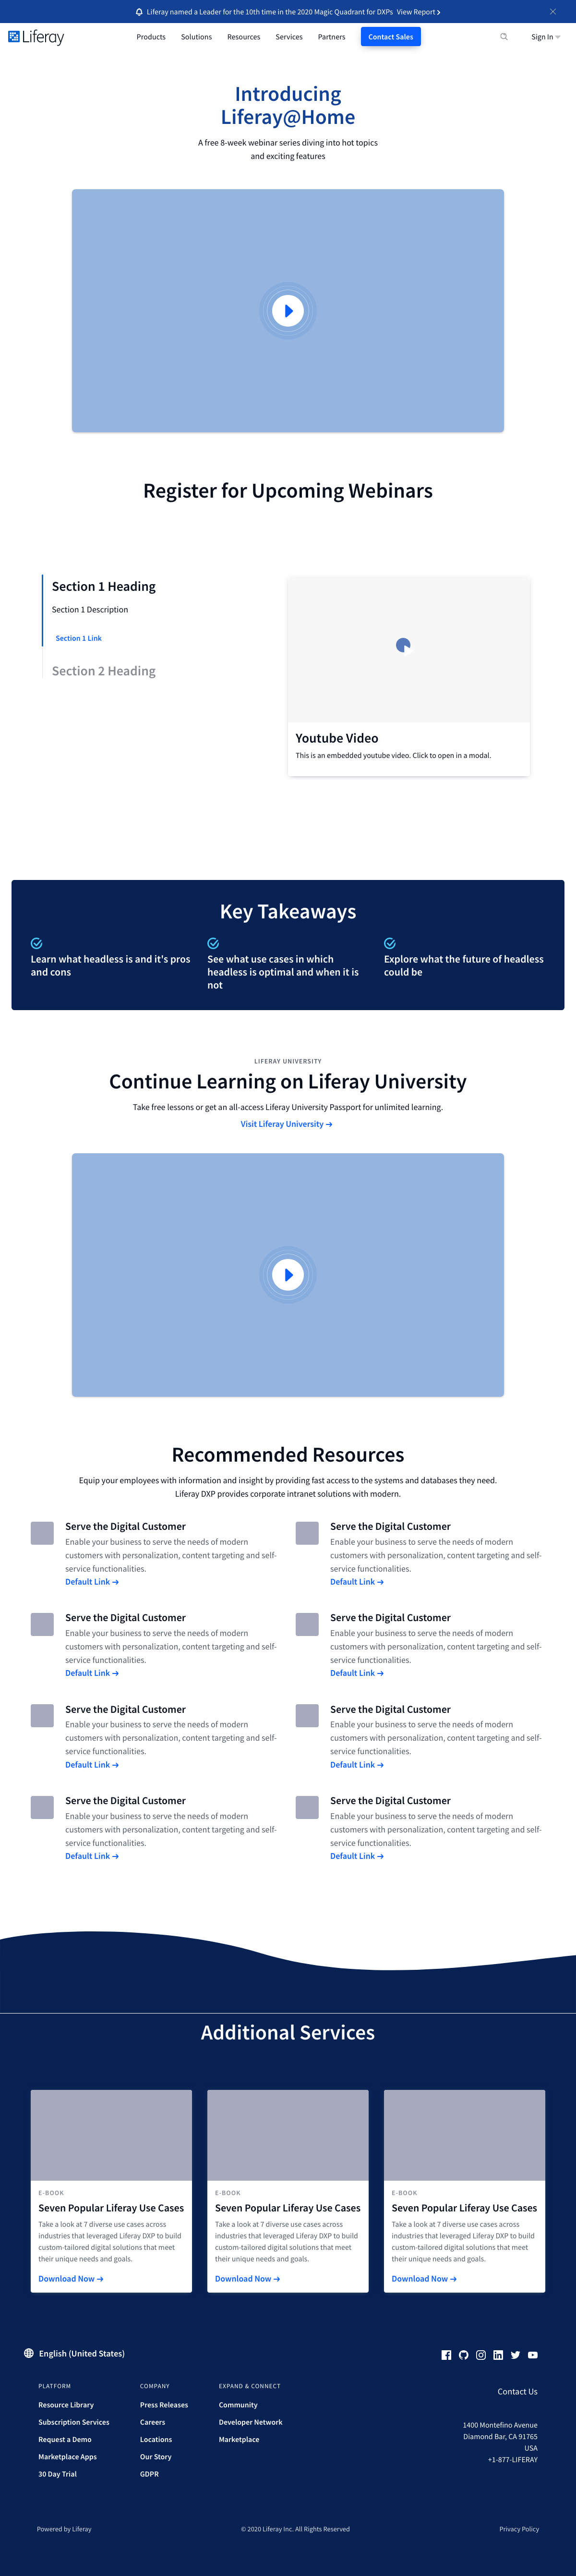 Liferay named a Leader for the 10th time in the 2020 Magic Quadrant for DXPs View Report
Liferay
Products Solutions Resources Services Partners Contact Sales Sign In
Introducing
Liferay@Home
A free 8-week webinar series diving into hot topics
and exciting features
Register for Upcoming Webinars
Section 1 Heading
Section 1 Description
Section 1 Link
Section 2 Heading
Youtube Video
This is an embedded youtube video. Click to open in a modal.
Key Takeaways
Learn what headless is and it's pros
and cons
See what use cases in which
headless is optimal and when it is
not
Explore what the future of headless
could be
LIFERAY UNIVERSITY
Continue Learning on Liferay University
Take free lessons or get an all-access Liferay University Passport for unlimited learning.
Visit Liferay University →
Recommended Resources
Equip your employees with information and insight by providing fast access to the systems and databases they need.
Liferay DXP provides corporate intranet solutions with modern.
Serve the Digital Customer
Enable your business to serve the needs of modern
customers with personalization, content targeting and self-
service functionalities.
Default Link →
Serve the Digital Customer
Enable your business to serve the needs of modern
customers with personalization, content targeting and self-
service functionalities.
Default Link →
Serve the Digital Customer
Enable your business to serve the needs of modern
customers with personalization, content targeting and self-
service functionalities.
Default Link →
Serve the Digital Customer
Enable your business to serve the needs of modern
customers with personalization, content targeting and self-
service functionalities.
Default Link →
Serve the Digital Customer
Enable your business to serve the needs of modern
customers with personalization, content targeting and self-
service functionalities.
Default Link →
Serve the Digital Customer
Enable your business to serve the needs of modern
customers with personalization, content targeting and self-
service functionalities.
Default Link →
Serve the Digital Customer
Enable your business to serve the needs of modern
customers with personalization, content targeting and self-
service functionalities.
Default Link →
Serve the Digital Customer
Enable your business to serve the needs of modern
customers with personalization, content targeting and self-
service functionalities.
Default Link →
Additional Services
E-BOOK
Seven Popular Liferay Use Cases
Take a look at 7 diverse use cases across
industries that leveraged Liferay DXP to build
custom-tailored digital solutions that meet
their unique needs and goals.
Download Now →
E-BOOK
Seven Popular Liferay Use Cases
Take a look at 7 diverse use cases across
industries that leveraged Liferay DXP to build
custom-tailored digital solutions that meet
their unique needs and goals.
Download Now →
E-BOOK
Seven Popular Liferay Use Cases
Take a look at 7 diverse use cases across
industries that leveraged Liferay DXP to build
custom-tailored digital solutions that meet
their unique needs and goals.
Download Now →
English (United States)
PLATFORM
Resource Library
Subscription Services
Request a Demo
Marketplace Apps
30 Day Trial
COMPANY
Press Releases
Careers
Locations
Our Story
GDPR
EXPAND & CONNECT
Community
Developer Network
Marketplace
Contact Us
1400 Montefino Avenue
Diamond Bar, CA 91765
USA
+1-877-LIFERAY
Powered by Liferay
© 2020 Liferay Inc. All Rights Reserved
Privacy Policy